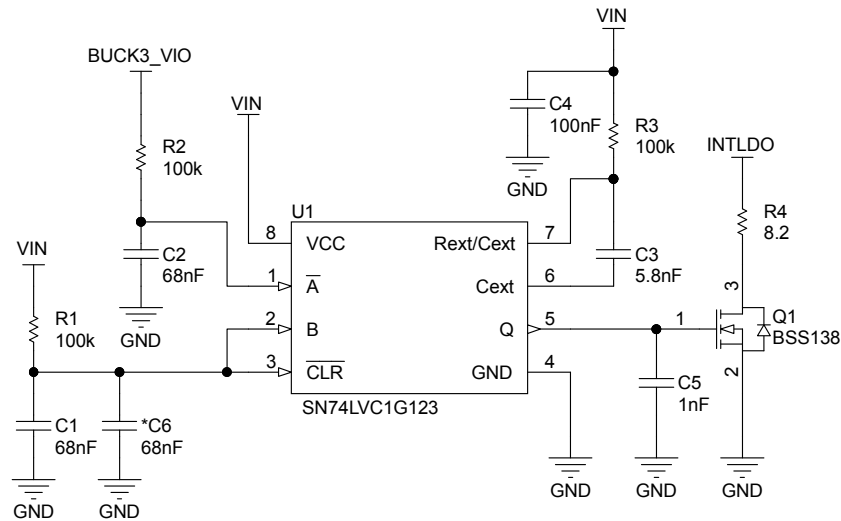 VIN
BUCK3_VIO
VIN
C4
100nF
R3
100k
R2
100k
INTLDO
GND
U1
R4
8.2
VIN
8
VCC
Rext/Cext
7
C2
68nF
C3
5.8nF
1
A
Cext
6
3
R1
100k
GND
2
B
Q
5
1
Q1
BSS138
3
CLR
GND
4
2
C5
1nF
SN74LVC1G123
C1
68nF
*C6
68nF
GND
GND
GND
GND
GND